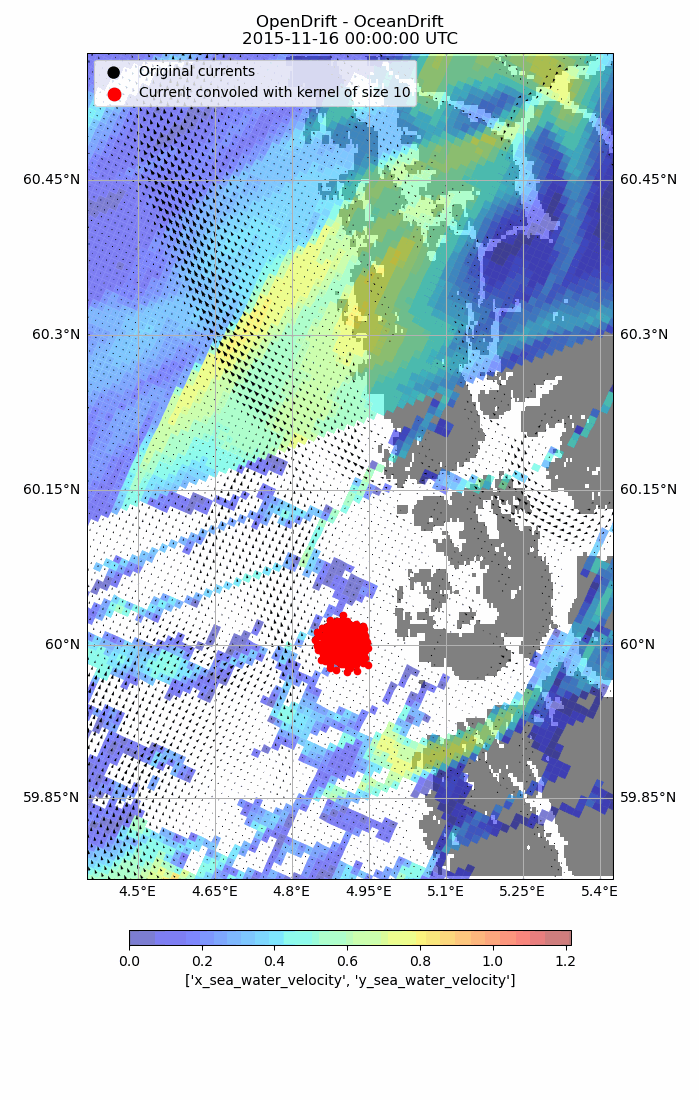 OpenDrift - OceanDrift
2015-11-16 00:00:00 UTC
Original currents
Current convoled with kernel of size 10
60.45°N
60.45°N
60.3°N
60.3°N
60.15°N
60.15°N
60°N
60°N
59.85°N
59.85°N
4.5°E 4.65°E 4.8°E 4.95°E 5.1°E 5.25°E 5.4°E
0.0 0.2 0.4 0.6 0.8 1.0 1.2
['x_sea_water_velocity', 'y_sea_water_velocity']